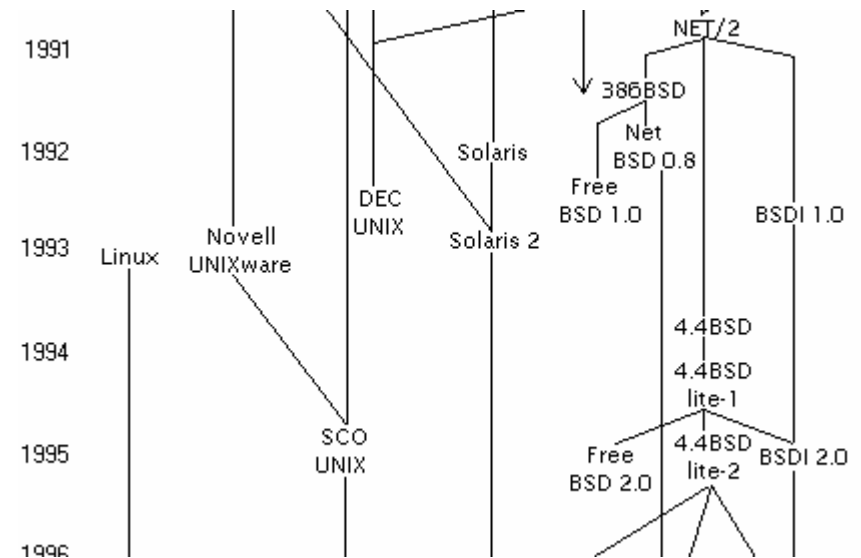 NET/2
1991
386BSD
Net
BSD 0.8
1992
Solaris
Free
BSD 1.0
DEC
UNIX
BSDI 1.0
Novell
UNIXware
Solaris 2
1993
Linux
4.4BSD
1994
4.4BSD
lite-1
SCO
UNIX
4.4BSD
lite-2
1995
Free
BSD 2.0
BSDI 2.0
1996